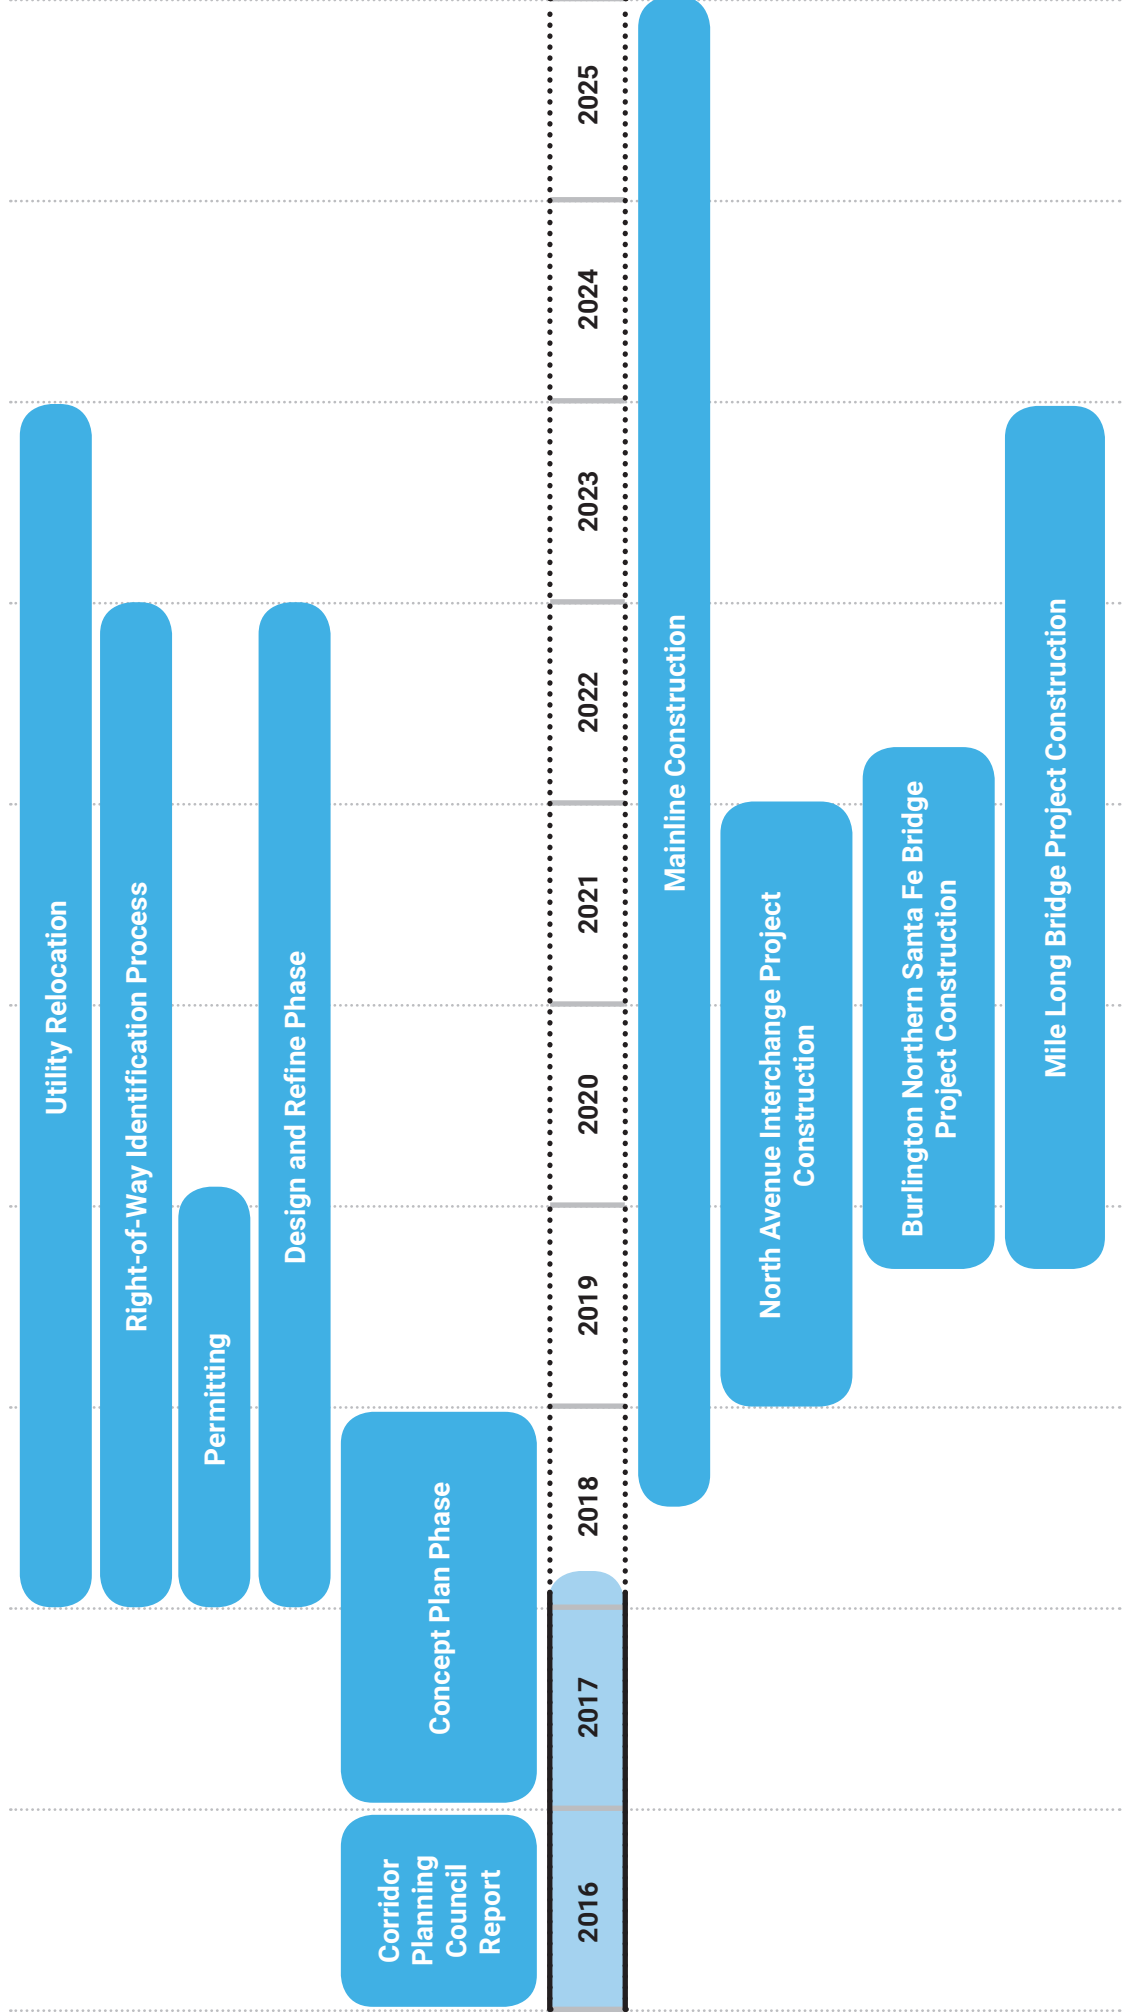 Utility Relocation
Right-of-Way Identification Process
Permitting
Design and Refine Phase
Corridor
Planning
Council
Report
Concept Plan Phase
2016
2017
2018
2019
2020
2021
2022
2023
2024
2025
Mainline Construction
North Avenue Interchange Project
Construction
Burlington Northern Santa Fe Bridge
Project Construction
Mile Long Bridge Project Construction